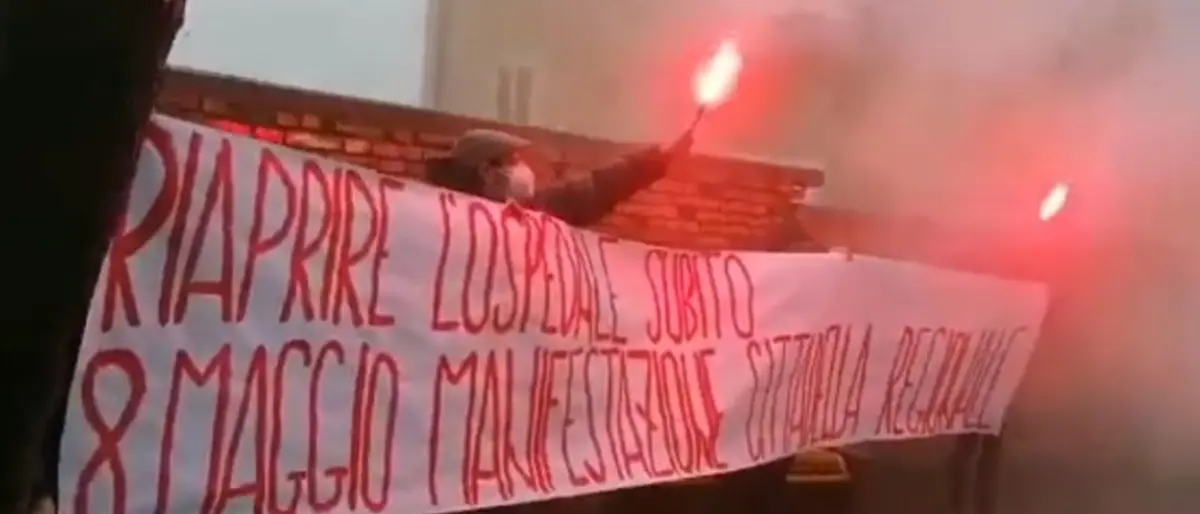 RIAPRIRE L'OSPEDALE SUBITO
8 MAGGIO MANIFESTAZIONE CITTADELLA REGIONALE